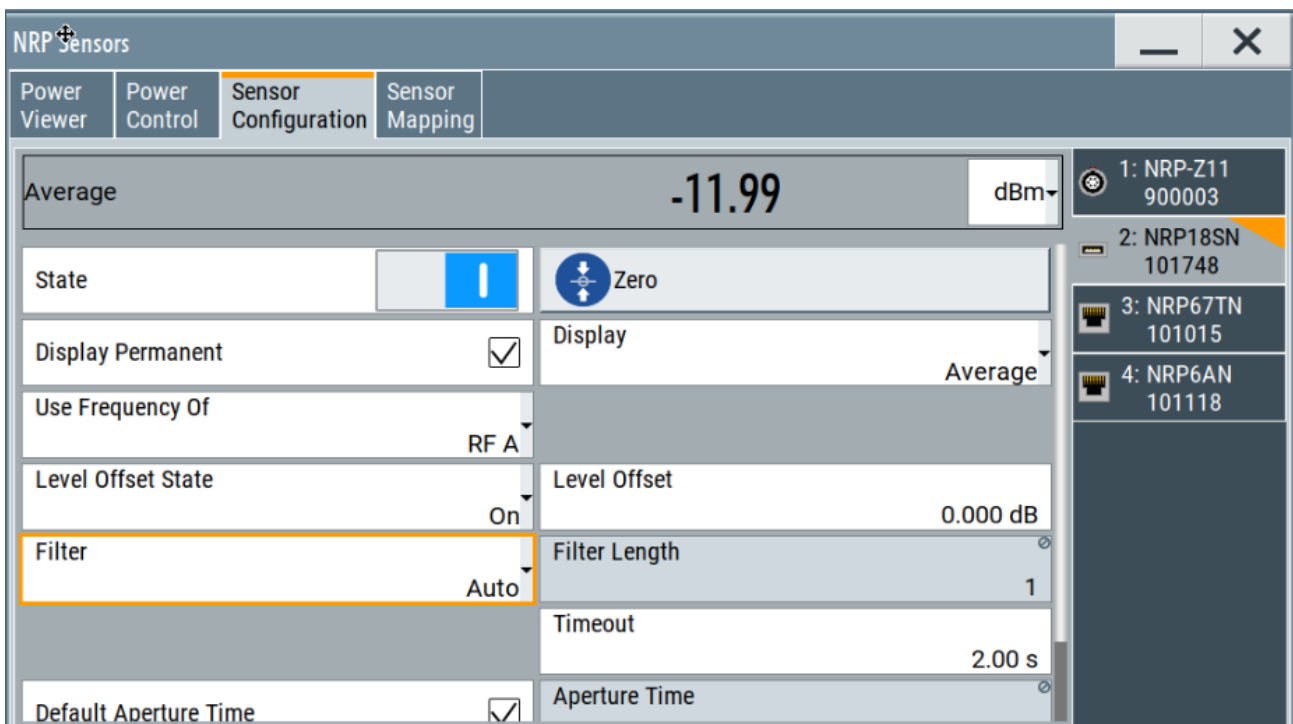 NRP Sensors
Power Viewer
Power Control
Sensor Configuration
Sensor Mapping
Average
-11.99
dBm
State
Zero
Display Permanent
Display
Average
Use Frequency Of
RF A
Level Offset State
On
Level Offset
0.000 dB
Filter
Auto
Filter Length
1
Timeout
2.00 s
Default Aperture Time
Aperture Time
1: NRP-Z11
900003
2: NRP18SN
101748
3: NRP67TN
101015
4: NRP6AN
101118